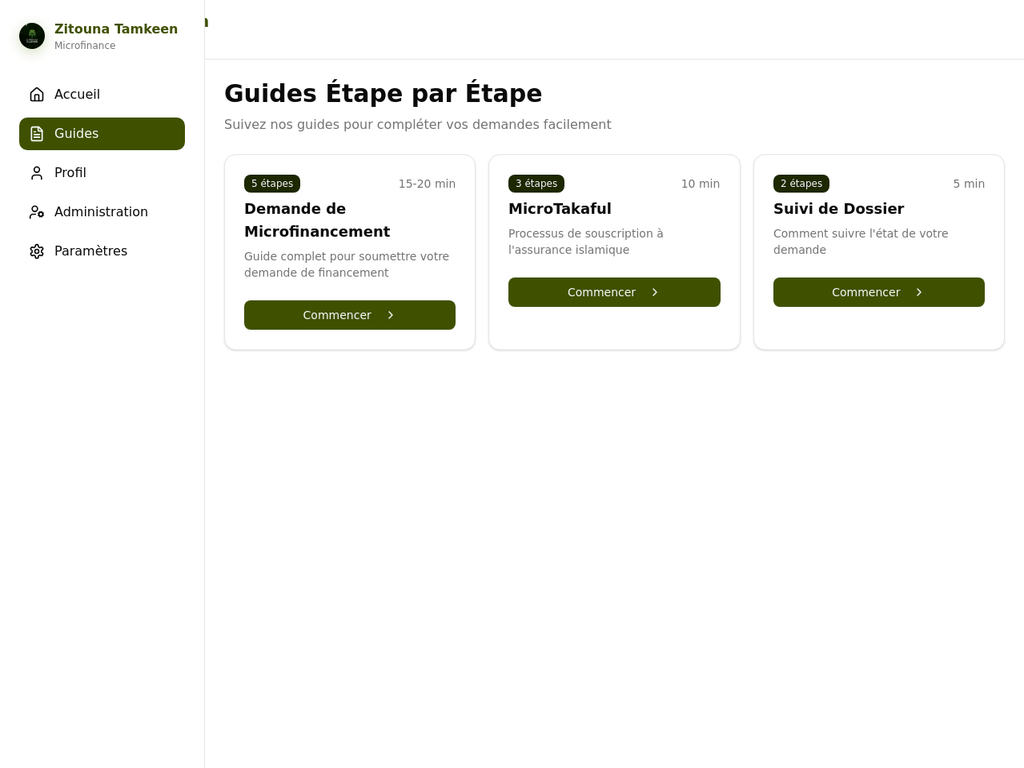 Zitouna Tamkeen
Microfinance
Accueil
Guides
Profil
Administration
Paramètres
Guides Étape par Étape
Suivez nos guides pour compléter vos demandes facilement
5 étapes
15-20 min
Demande de
Microfinancement
Guide complet pour soumettre votre
demande de financement
Commencer
3 étapes
10 min
MicroTakaful
Processus de souscription à
l'assurance islamique
Commencer
2 étapes
5 min
Suivi de Dossier
Comment suivre l'état de votre
demande
Commencer